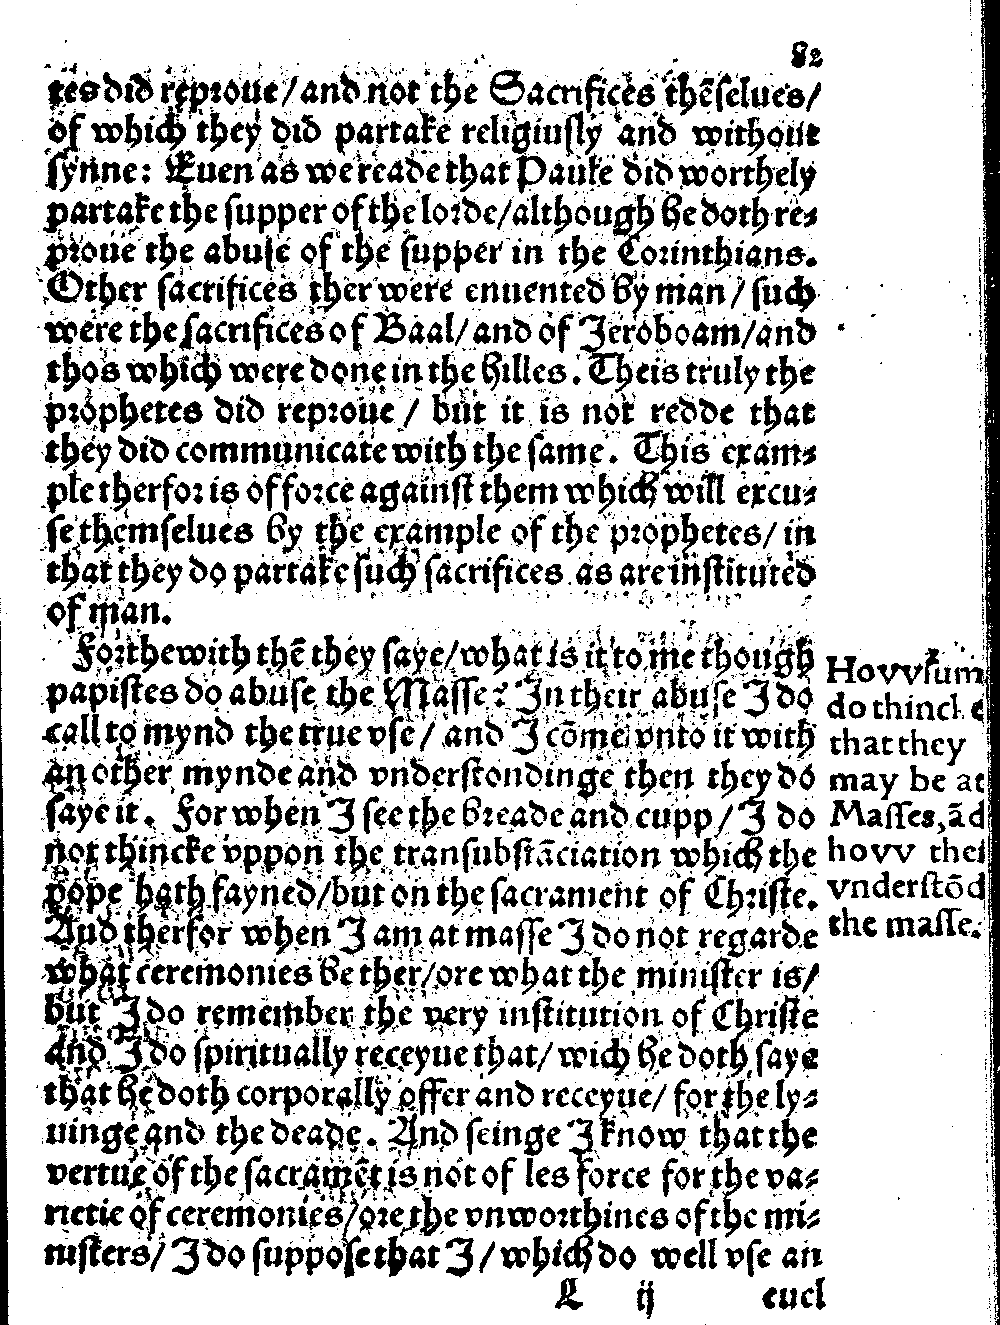 82
tes did reproue/and not the Sacrifices thẽſelues/
of which they did partake religiuſly and without
ſynne: Euen as we reade that Paule did worthely
partake the ſupper of the lorde/although he doth re⸗
proue the abuſe of the ſupper in the Corinthians.
Other ſacrifices ther were enuented by man/ ſuch
were the ſacrifices of Baal/and of Jeroboam/and
thos which were done in the hilles. Theis truly the
prophetes did reproue/ but it is not redde that
they did communicate with the ſame. This exam⸗
ple therfor is of force againſt them which will excu⸗
ſe themſelues by the example of the prophetes/ in
that they do partake ſuch ſacrifices as are inſtituted
of man.
Forthewith thẽ they ſaye/what is it to me though
papiſtes do abuſe the Maſſe? In their abuſe I do
call to mynd the true vſe/ and I cõme vnto it with
an other mynde and vnderſtondinge then they do
ſaye it. For when I ſee the breade and cupp/ I do
not thincke vppon the tranſubſtãciation which the
pope hath fayned/but on the ſacrament of Chriſte.
And therfor when I am at maſſe I do not regarde
what ceremonies be ther/ore what the miniſter is/
but I do remember the very inſtitution of Chriſte
and I do ſpiritually receyue that/ wich he doth ſaye
that he doth corporally offer and receyue/ for the ly⸗
uinge and the deade. And ſeinge I know that the
vertue of the ſacramẽt is not of les force for the va⸗
rietie of ceremonies/ore the vnworthines of the mi⸗
niſters/ I do ſuppoſe that I/ which do well vſe an
L ij euel
Hovv ſum
do thincke
that they
may be at
Maſſes, ãd
hovv thei
vnderſtõd
the maſſe.